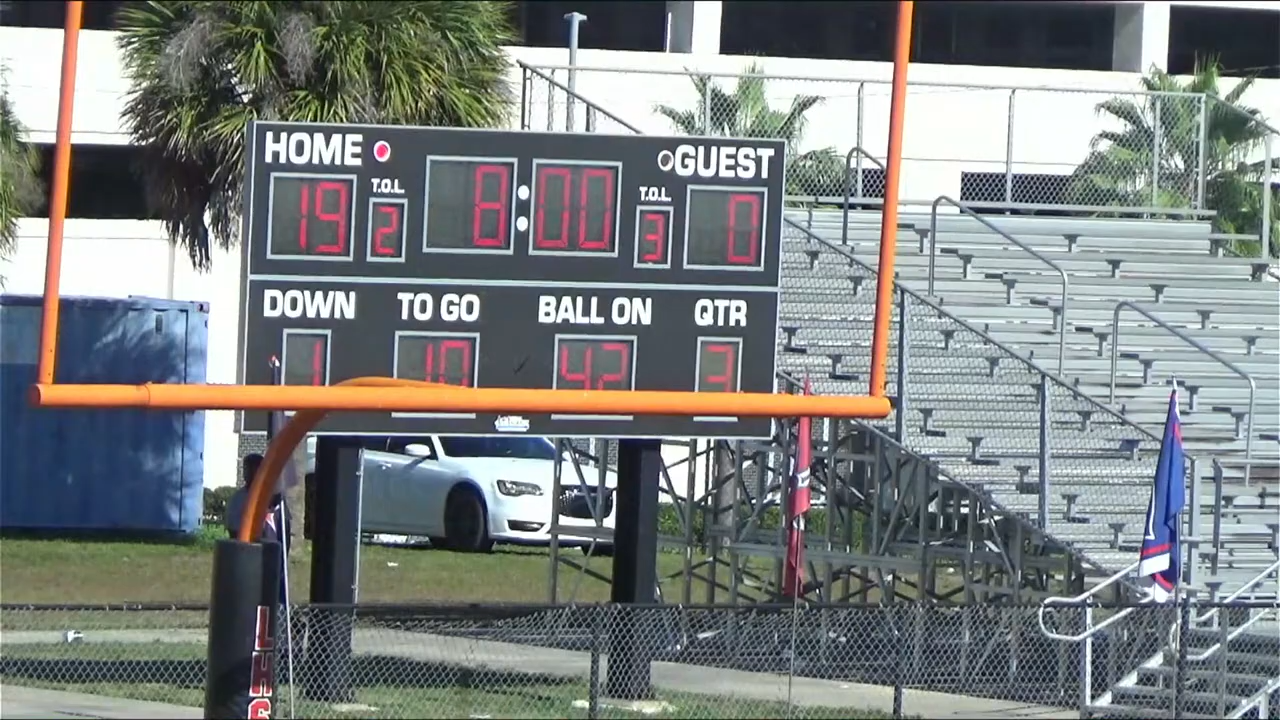 HOME GUEST
T.O.L. T.O.L.
19 2 8:00 3 0
DOWN TO GO BALL ON QTR
1 10 42 3
L
H
S